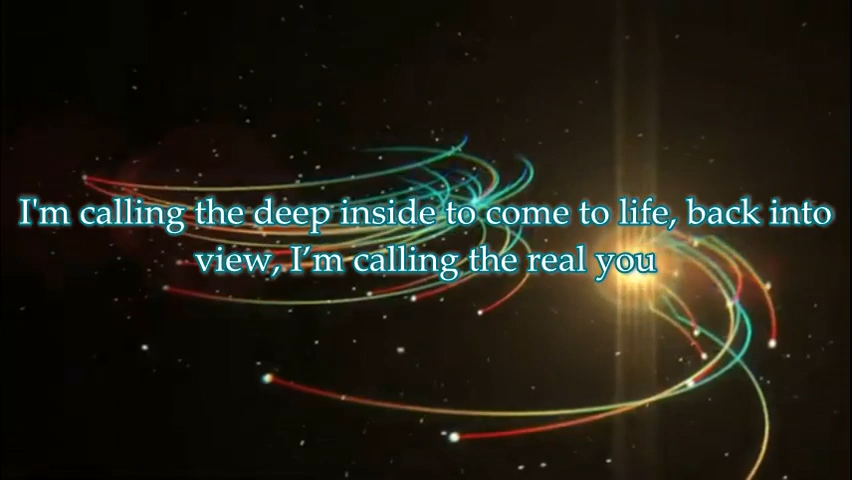 I'm calling the deep inside to come to life, back into
view, I’m calling the real you